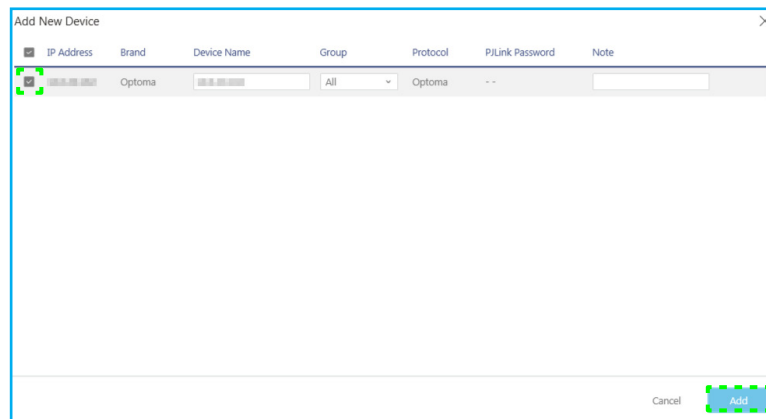 Add New Device
IP Address Brand Device Name Group Protocol PJLink Password Note
Optoma All Optoma - -
Cancel Add